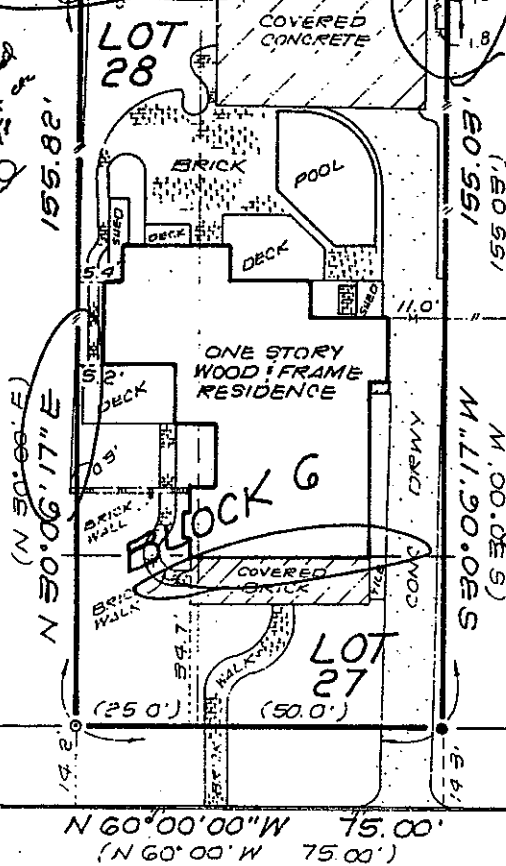 LOT
28
COVERED
CONCRETE
1.8
155.82'
155.03'
(155.03')
BRICK
POOL
SHED
DECK
DECK
5.4'
SHED
11.0'
ONE STORY
WOOD FRAME
RESIDENCE
5.2'
DECK
0.3'
N 30°06'17" E
(N 30°00' E)
S 30°06'17" W
(S 30°00' W)
CONC DRWY
BRICK
WALL
BLOCK 6
BRICK
WALK
COVERED
BRICK
TILE
34.7'
LOT
27
BRICK WALK
(25.0') (50.0')
14.2'
14.3'
N 60°00'00" W 75.00'
(N 60°00' W 75.00')